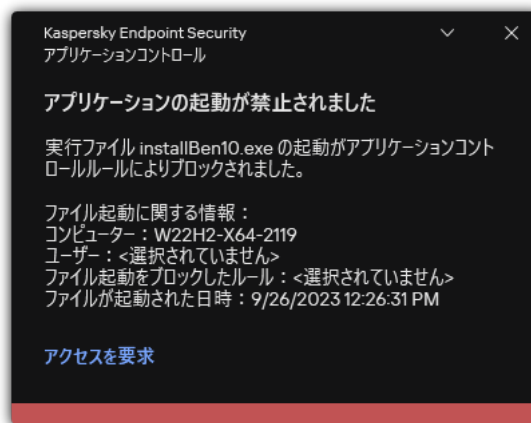 Kaspersky Endpoint Security
アプリケーションコントロール
アプリケーションの起動が禁止されました
実行ファイル installBen10.exe の起動がアプリケーションコント
ロールルールによりブロックされました。
ファイル起動に関する情報：
コンピューター：W22H2-X64-2119
ユーザー：<選択されていません>
ファイル起動をブロックしたルール：<選択されていません>
ファイルが起動された日時：9/26/2023 12:26:31 PM
アクセスを要求